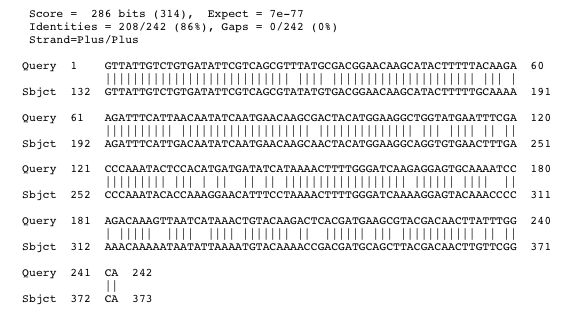 Score = 286 bits (314), Expect = 7e-77
Identities = 208/242 (86%), Gaps = 0/242 (0%)
Strand=Plus/Plus
Query 1 GTTATTGTCTGTGATATTCGTCAGCGTTTATGCGACGGAACAAGCATACTTTTTACAAGA 60
Sbjct 132 GTTATTGTCTGTGATATTCGTCAGCGTATATGTGACGGAACAAGCATACTTTTTGCAAAA 191
Query 61 AGATTTCATTAACAATATCAATGAACAAGCGACTACATGGAAGGCTGGTATGAATTTCGA 120
Sbjct 192 AGATTTCATTGACAATATCAATGAACAAGCAACTACATGGAAGGCAGGTGTGAACTTTGA 251
Query 121 CCCAAATACTCCACATGATGATATCATAAAACTTTTGGGATCAAGAGGAGTGCAAAATCC 180
Sbjct 252 CCCAAATACACCAAAGGAACATTTCCTAAAACTTTTGGGATCAAAAGGAGTACAAACCCC 311
Query 181 AGACAAAGTTAATCATAAACTGTACAAGACTCACGATGAAGCGTACGACAACTTATTTGG 240
Sbjct 312 AAACAAAAATAATATTAAAATGTACAAAACCGACGATGCAGCTTACGACAACTTGTTCGG 371
Query 241 CA 242
Sbjct 372 CA 373